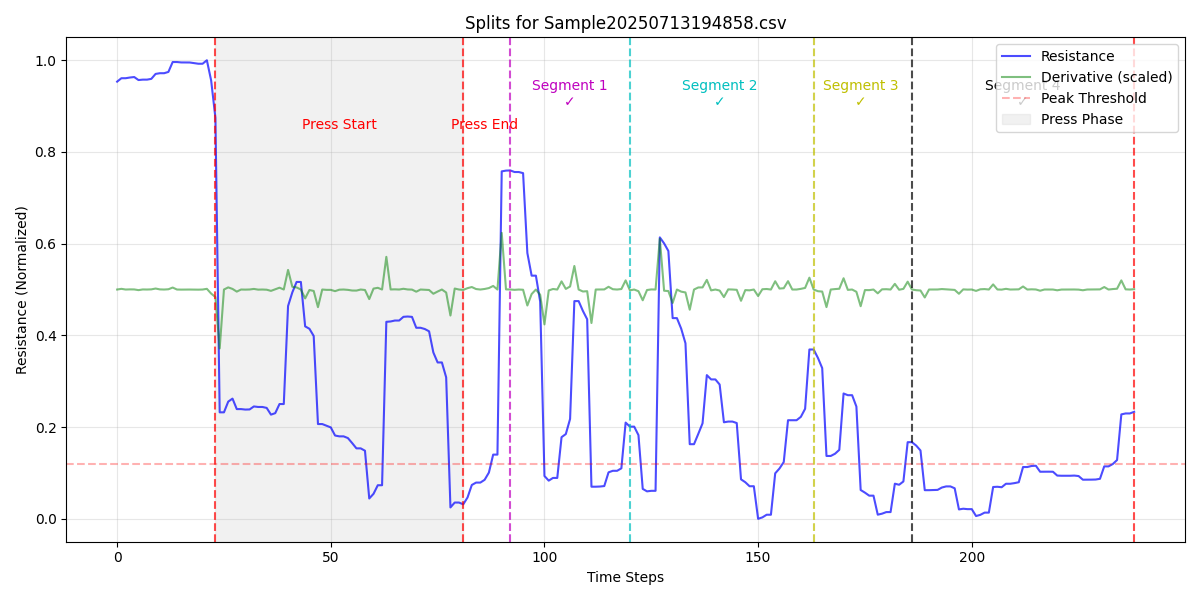 Splits for Sample20250713194858.csv
Resistance (Normalized)
1.0
0.8
0.6
0.4
0.2
0.0
Press Start
Press End
Segment 1
✓
Segment 2
✓
Segment 3
✓
Segment 4
✓
Resistance
Derivative (scaled)
Peak Threshold
Press Phase
0
50
100
150
200
Time Steps